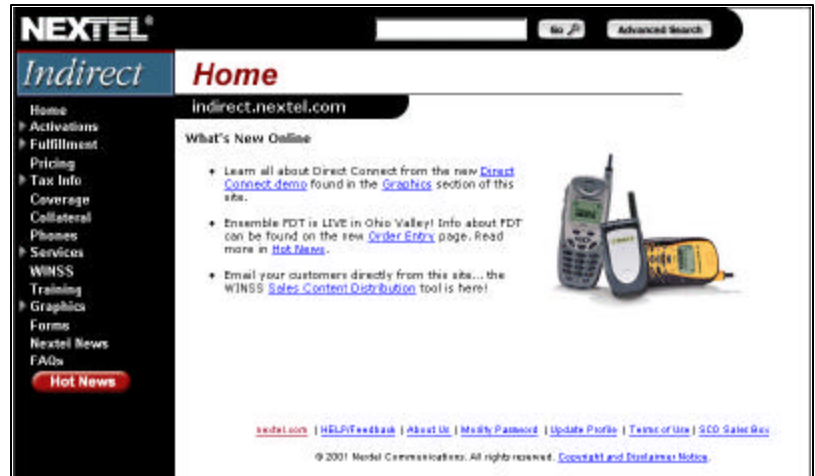 NEXTEL®
Go
Advanced Search
Indirect
Home
indirect.nextel.com
Home
Activations
Fulfillment
Pricing
Tax Info
Coverage
Collateral
Phones
Services
WINSS
Training
Graphics
Forms
Nextel News
FAQs
Hot News
What's New Online
Learn all about Direct Connect from the new Direct
Connect demo found in the Graphics section of this
site.
Ensemble PDT is LIVE in Ohio Valley! Info about PDT
can be found on the new Order Entry page. Read
more in Hot News.
Email your customers directly from this site...the
WINSS Sales Content Distribution tool is here!
nextel.com | HELP/Feedback | About Us | Modify Password | Update Profile | Terms of Use | SCD Sales Box
© 2001 Nextel Communications. All rights reserved. Copyright and Disclaimer Notice.